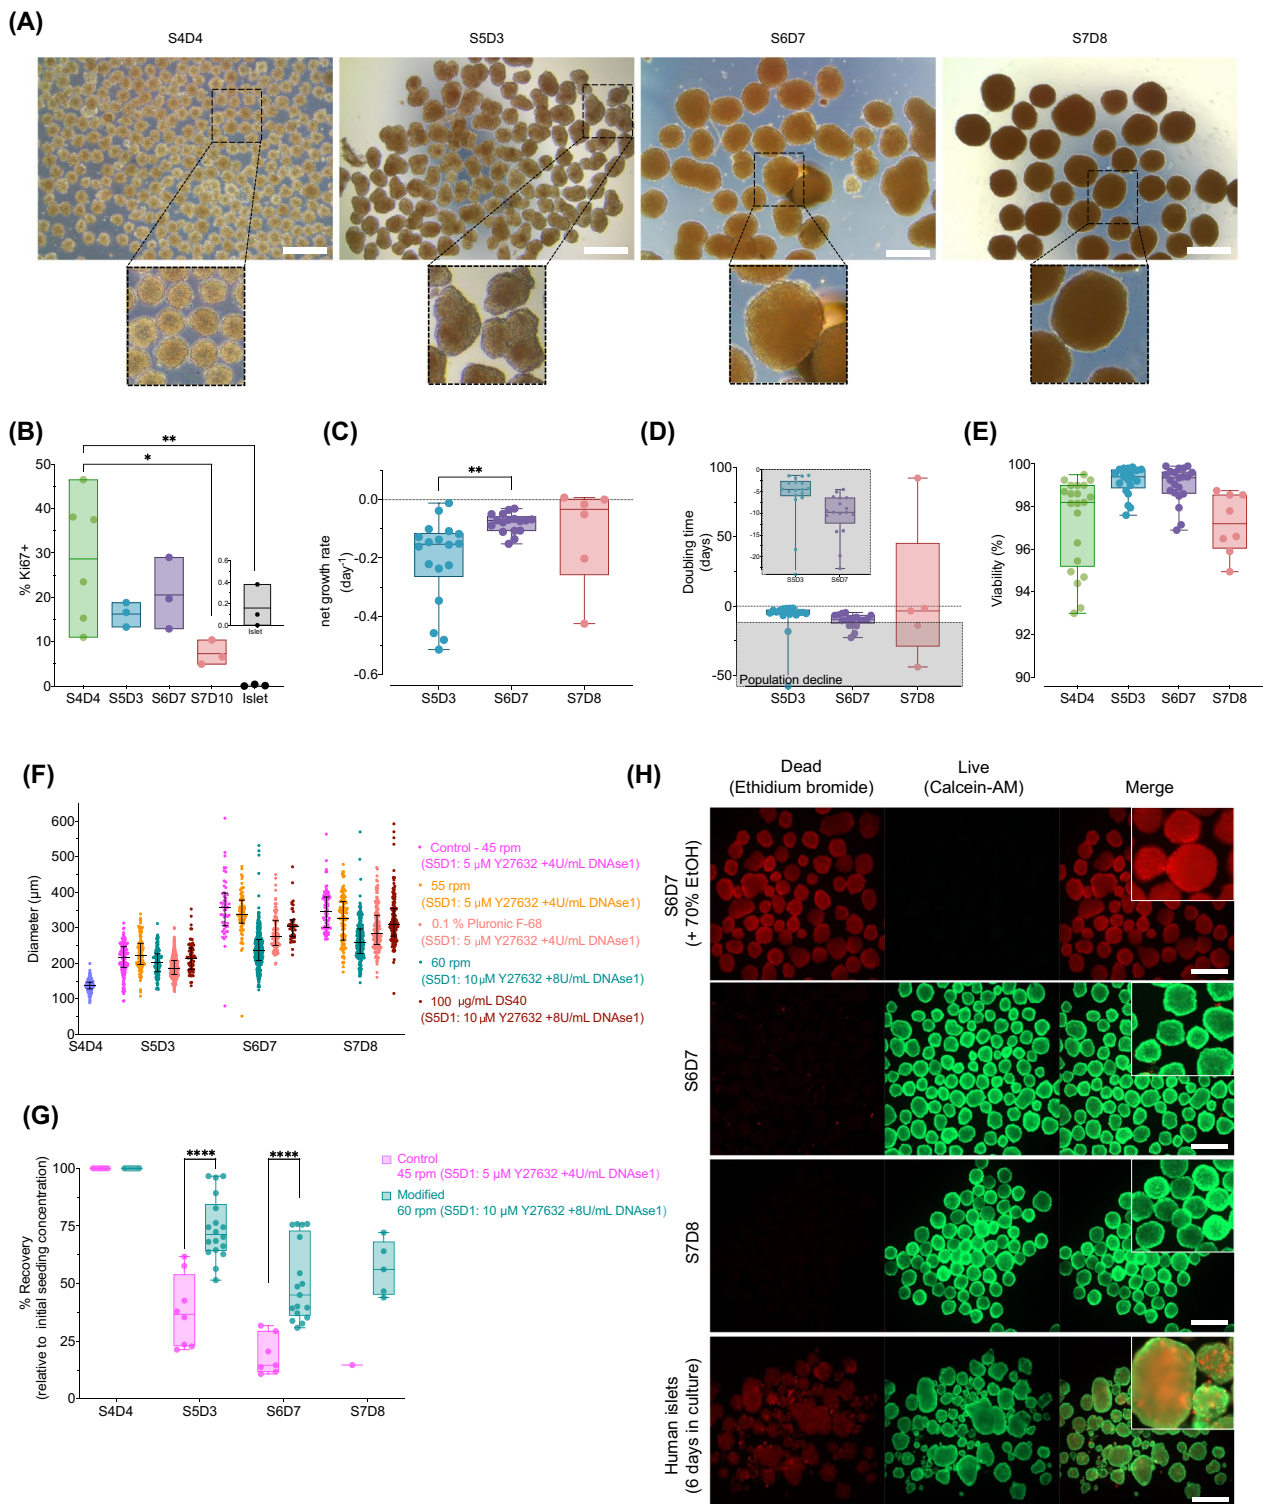 (A)
S4D4
S5D3
S6D7
S7D8
(B)
% Ki67+
50
40
30
20
10
0
**
*
0.6
0.4
0.2
0.0
Islet
S4D4
S5D3
S6D7
S7D10
Islet
(C)
net growth rate
(day-1)
0.0
-0.2
-0.4
-0.6
**
S5D3
S6D7
S7D8
(D)
Doubling time
(days)
100
50
0
-50
0
-5
-10
-15
-20
S5D3
S6D7
Population decline
S5D3
S6D7
S7D8
(E)
Viability (%)
100
98
96
94
92
90
S4D4
S5D3
S6D7
S7D8
(F)
Diameter (µm)
600
500
400
300
200
100
0
S4D4
S5D3
S6D7
S7D8
Control - 45 rpm
(S5D1: 5 µM Y27632 +4U/mL DNAse1)
55 rpm
(S5D1: 5 µM Y27632 +4U/mL DNAse1)
0.1 % Pluronic F-68
(S5D1: 5 µM Y27632 +4U/mL DNAse1)
60 rpm
(S5D1: 10 µM Y27632 +8U/mL DNAse1)
100 µg/mL DS40
(S5D1: 10 µM Y27632 +8U/mL DNAse1)
(G)
% Recovery
(relative to initial seeding concentration)
100
75
50
25
0
****
****
S4D4
S5D3
S6D7
S7D8
Control
45 rpm (S5D1: 5 µM Y27632 +4U/mL DNAse1)
Modified
60 rpm (S5D1: 10 µM Y27632 +8U/mL DNAse1)
(H)
Dead
(Ethidium bromide)
Live
(Calcein-AM)
Merge
S6D7
(+ 70% EtOH)
S6D7
S7D8
Human islets
(6 days in culture)